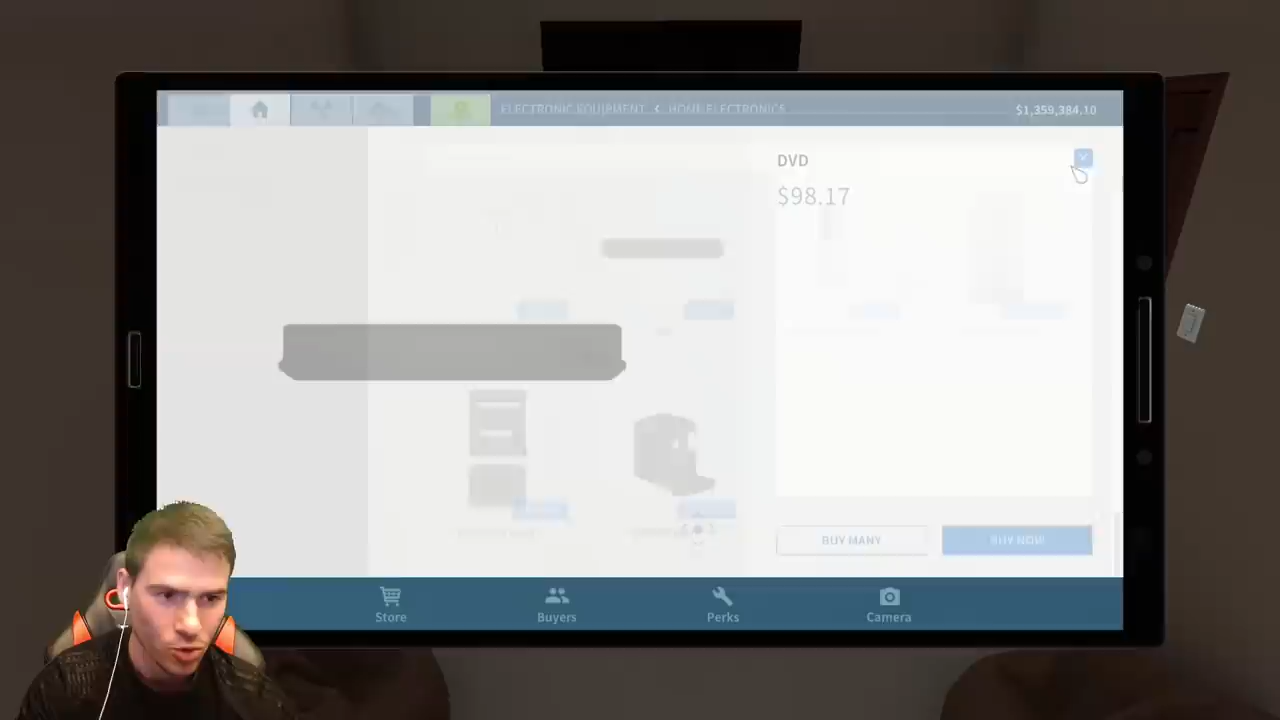 ELECTRONIC EQUIPMENT < HOME ELECTRONICS
$1,359,384.10
DVD
$98.17
BUY MANY
BUY NOW
Store
Buyers
Perks
Camera